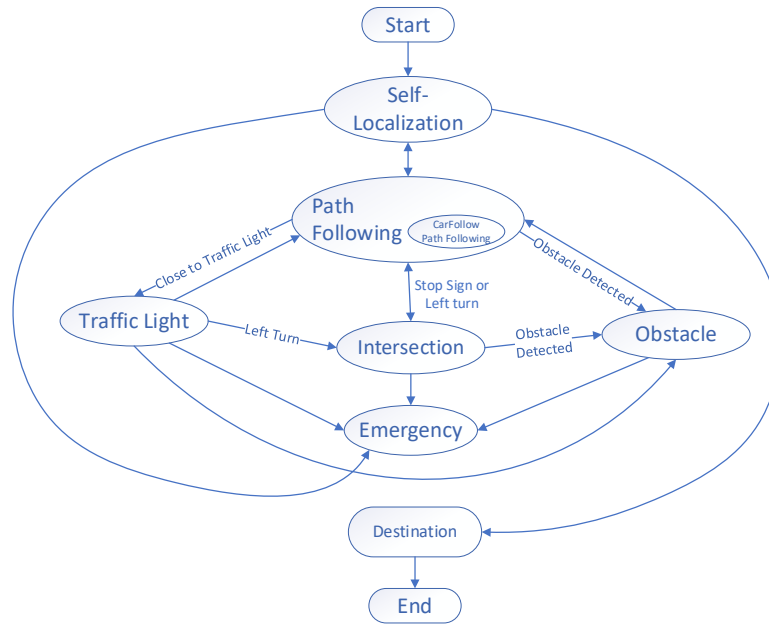 Start
Self-
Localization
Path
Following
CarFollow
Path Following
Close to Traffic Light
Obstacle Detected
Stop Sign or
Left turn
Traffic Light
Left Turn
Intersection
Obstacle
Detected
Obstacle
Emergency
Destination
End